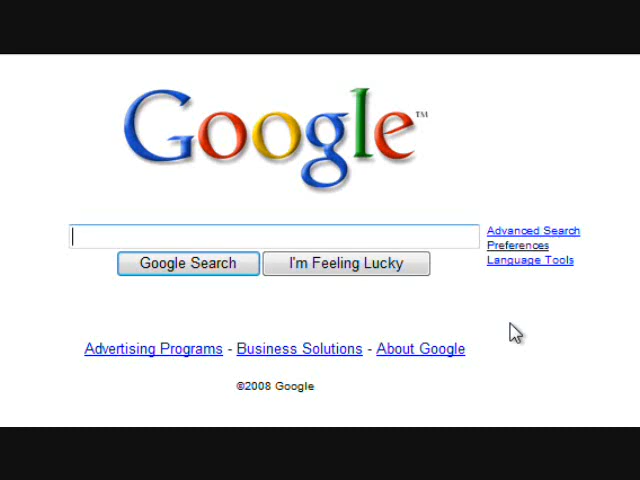 Google™
Advanced Search
Preferences
Language Tools
Google Search I'm Feeling Lucky
Advertising Programs - Business Solutions - About Google
©2008 Google